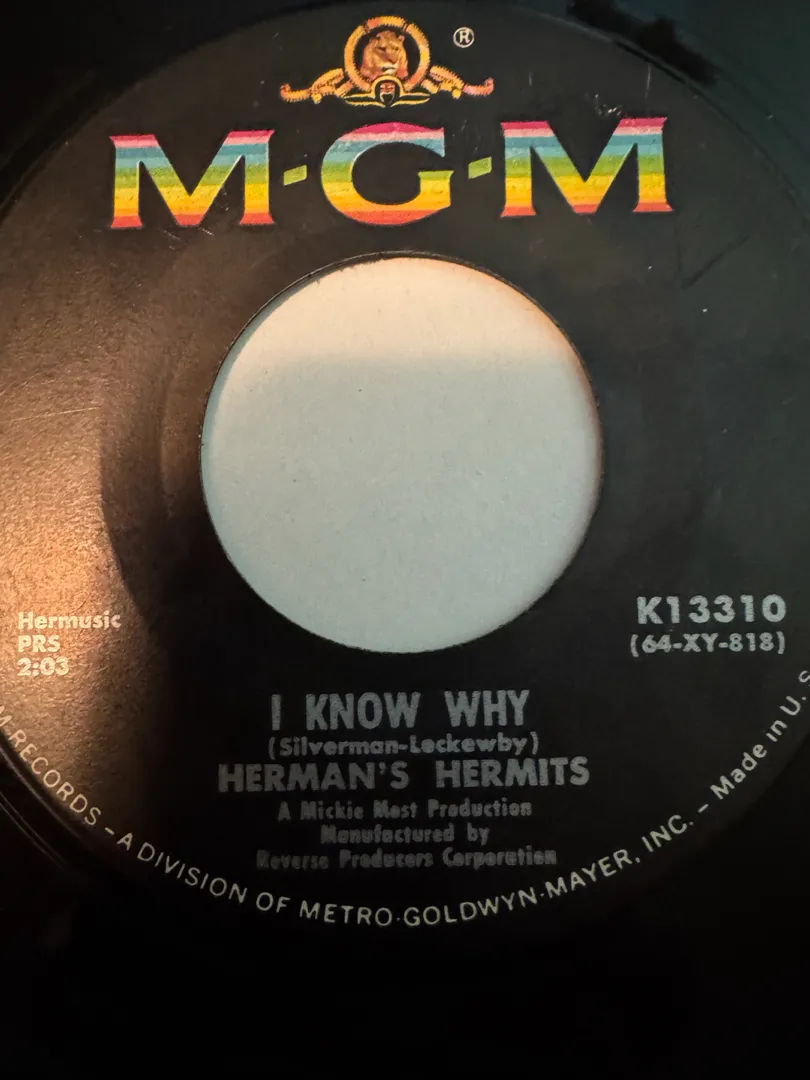 ®
M-G-M
Hermusic
PRS
2:03
K13310
(64-XY-818)
I KNOW WHY
(Silverman-Lockewby)
HERMAN'S HERMITS
A Mickie Most Production
Manufactured by
Reverse Producers Corporation
M RECORDS – A DIVISION OF METRO-GOLDWYN-MAYER, INC. – Made in U. S